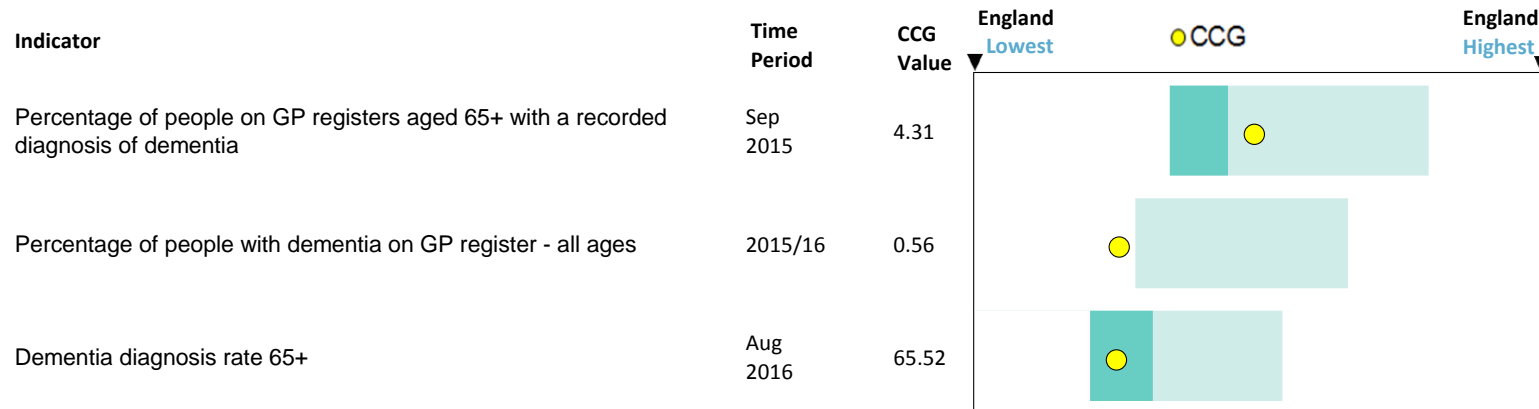 Indicator Time Period CCG Value England Lowest CCG England Highest
Percentage of people on GP registers aged 65+ with a recorded
diagnosis of dementia
Sep
2015
4.31
Percentage of people with dementia on GP register - all ages 2015/16 0.56
Dementia diagnosis rate 65+
Aug
2016
65.52